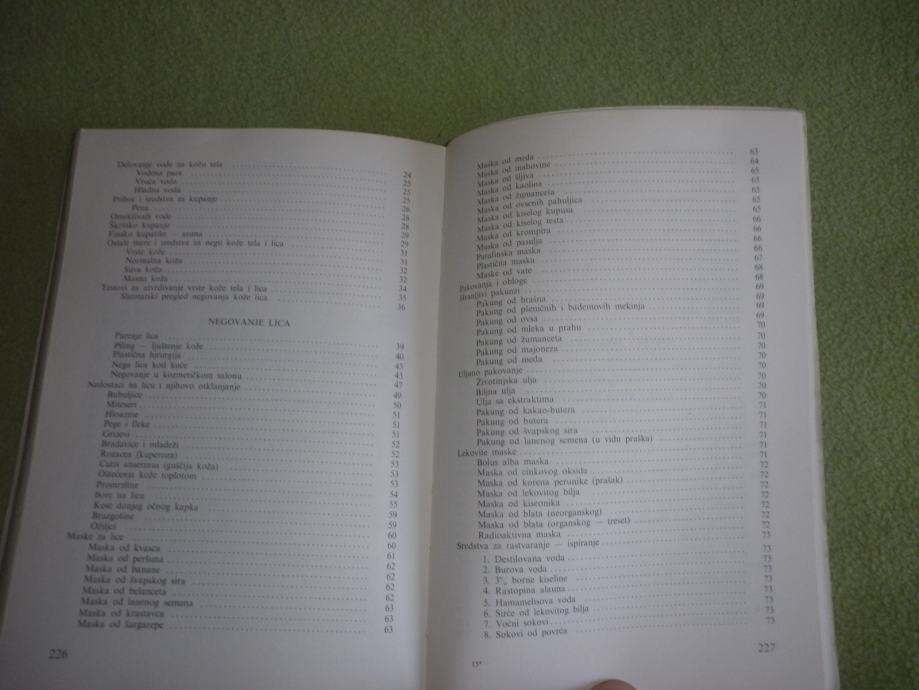 Delovanje vode na kožu tela 24
Vodena para 25
Vruća voda 25
Hladna voda 25
Pribor i sredstva za kupanje 26
Pena 28
Omekšivači vode 28
Škotsko kupanje 29
Finsko kupatilo — sauna 29
Ostale mere i sredstva za negu kože tela i lica 31
Vrste kože 31
Normalna koža 32
Suva koža 32
Masna koža 34
Testovi za utvrđivanje vrste kože tela i lica 35
Shematski pregled negovanja kože lica 36
NEGOVANJE LICA
Parenje lica 39
Piling — ljuštenje kože 40
Plastična hirurgija 43
Nega lica kod kuće 43
Negovanje u kozmetičkom salonu 47
Nedostaci na licu i njihovo otklanjanje 49
Bubuljice 50
Miteseri 51
Hloazme 51
Pege i fleke 51
Grizevi 52
Bradavice i mladeži 52
Rozacea (kuperoza) 53
Cutis anserina (guščija koža) 53
Oštećenja kože toplotom 53
Promrzline 54
Bore na licu 55
Kese donjeg očnog kapka 59
Brazgotine 59
Ožiljci 60
Maske za lice 60
Maska od kvasca 61
Maska od peršuna 62
Maska od banane 62
Maska od švapskog sira 62
Maska od belanceta 62
Maska od lanenog semena 63
Maska od krastavca 63
Maska od šargarepe 63
226
Maska od meda 63
Maska od mahovine 64
Maska od šljiva 65
Maska od kaolina 65
Maska od žumanceta 65
Maska od ovsenih pahuljica 65
Maska od kiselog kupusa 65
Maska od kiselog testa 66
Maska od krompira 66
Maska od pasulja 66
Parafinska maska 66
Plastična maska 67
Maske od vate 68
Pakovanja i obloge 68
Hranljivi pakunzi 69
Pakung od brašna 69
Pakung od pšeničnih i bademovih mekinja 69
Pakung od ovsa 69
Pakung od mleka u prahu 70
Pakung od žumanceta 70
Pakung od majoneza 70
Pakung od meda 70
Uljano pakovanje 70
Životinjska ulja 70
Biljna ulja 70
Ulja sa ekstraktima 71
Pakung od kakao-butera 71
Pakung od butera 71
Pakung od švapskog sira 71
Pakung od lanenog semena (u vidu praška) 71
Lekovite maske 71
Bolus alba maska 72
Maska od cinkovog oksida 72
Maska od korena perunike (prašak) 72
Maska od lekovitog bilja 72
Maska od kiseonika 72
Maska od blata (neorganskog) 72
Maska od blata (organskog — treset) 72
Radioaktivna maska 73
Sredstva za rastvaranje — ispiranje 73
1. Destilovana voda 73
2. Burova voda 73
3. 3% borne kiseline 73
4. Rastopina alauna 73
5. Hamamelisova voda 73
6. Sirće od lekovitog bilja 73
7. Voćni sokovi 73
8. Sokovi od povrća 73
15*
227